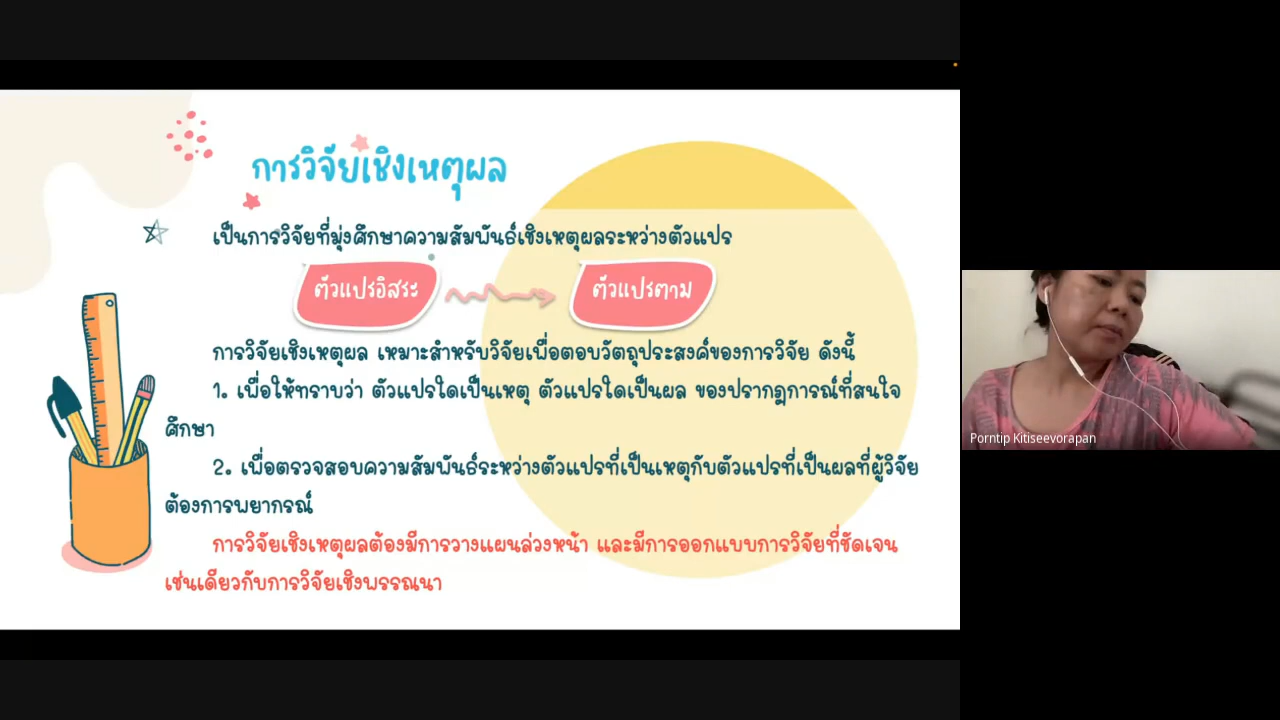 การวิจัยเชิงเหตุผล
เป็นการวิจัยที่มุ่งศึกษาความสัมพันธ์เชิงเหตุผลระหว่างตัวแปร
ตัวแปรอิสระ
ตัวแปรตาม
การวิจัยเชิงเหตุผล เหมาะสำหรับวิจัยเพื่อตอบวัตถุประสงค์ของการวิจัย ดังนี้
1. เพื่อให้ทราบว่า ตัวแปรใดเป็นเหตุ ตัวแปรใดเป็นผล ของปรากฎการณ์ที่สนใจ
ศึกษา
2. เพื่อตรวจสอบความสัมพันธ์ระหว่างตัวแปรที่เป็นเหตุกับตัวแปรที่เป็นผลที่ผู้วิจัย
ต้องการพยากรณ์
การวิจัยเชิงเหตุผลต้องมีการวางแผนล่วงหน้า และมีการออกแบบการวิจัยที่ชัดเจน
เช่นเดียวกับการวิจัยเชิงพรรณนา
Porntip Kitiseevorapan